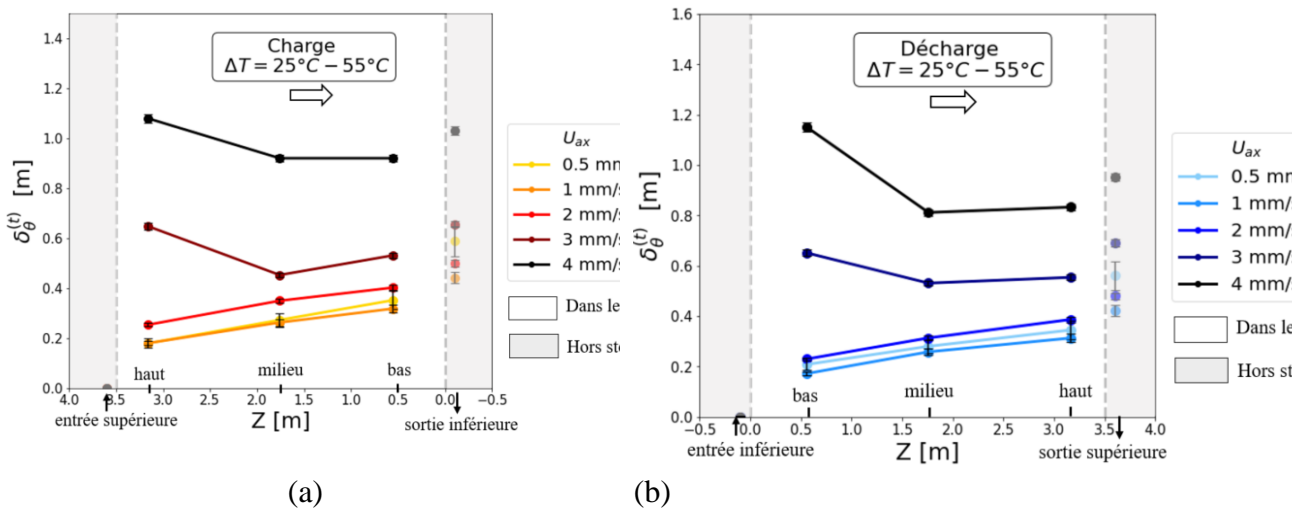 Charge
ΔT = 25°C − 55°C
δ_θ^(t) [m]
1.4
1.2
1.0
0.8
0.6
0.4
0.2
0.0
haut
milieu
bas
4.0 3.5 3.0 2.5 2.0 1.5 1.0 0.5 0.0 −0.5
entrée supérieure
Z [m]
sortie inférieure
U_ax
0.5 mm
1 mm/s
2 mm/s
3 mm/s
4 mm/s
Dans le
Hors sto
(a)
Décharge
ΔT = 25°C − 55°C
δ_θ^(t) [m]
1.6
1.4
1.2
1.0
0.8
0.6
0.4
0.2
0.0
bas
milieu
haut
−0.5 0.0 0.5 1.0 1.5 2.0 2.5 3.0 3.5 4.0
entrée inférieure
Z [m]
sortie supérieure
U_ax
0.5 mm
1 mm/s
2 mm/s
3 mm/s
4 mm/s
Dans le
Hors st
(b)